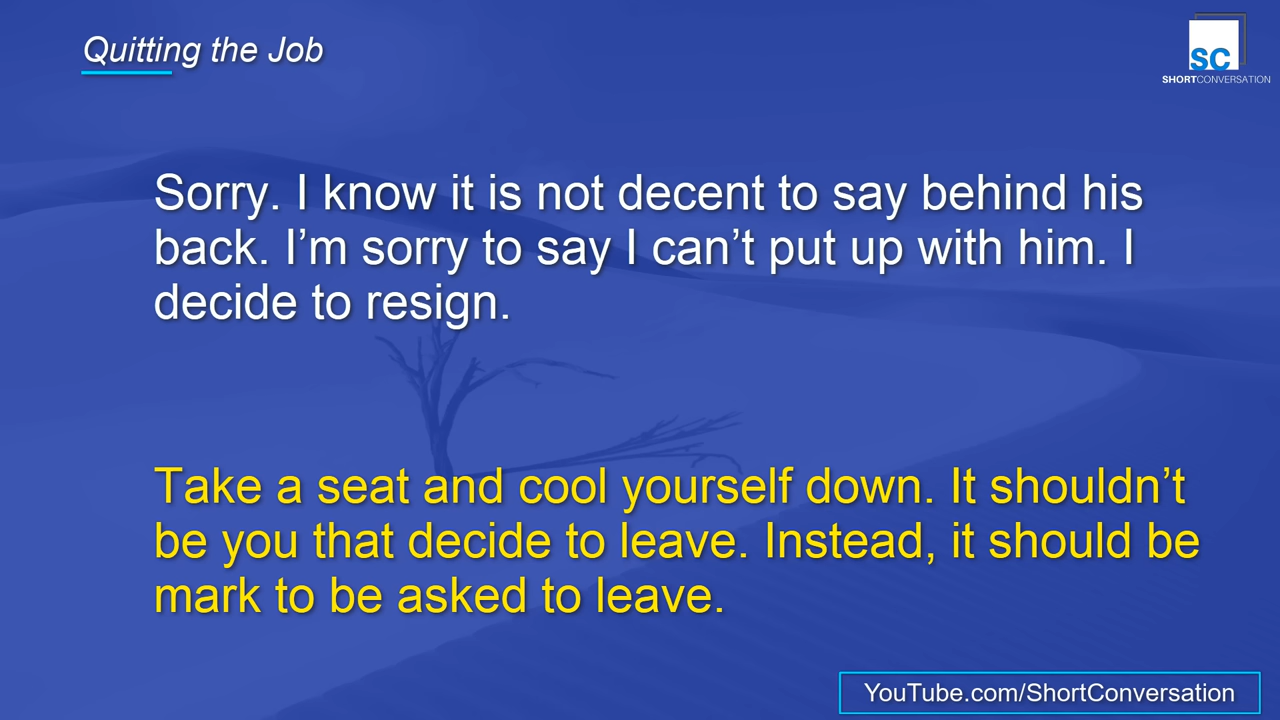 Quitting the Job
SC
SHORTCONVERSATION
Sorry. I know it is not decent to say behind his
back. I’m sorry to say I can’t put up with him. I
decide to resign.
Take a seat and cool yourself down. It shouldn’t
be you that decide to leave. Instead, it should be
mark to be asked to leave.
YouTube.com/ShortConversation